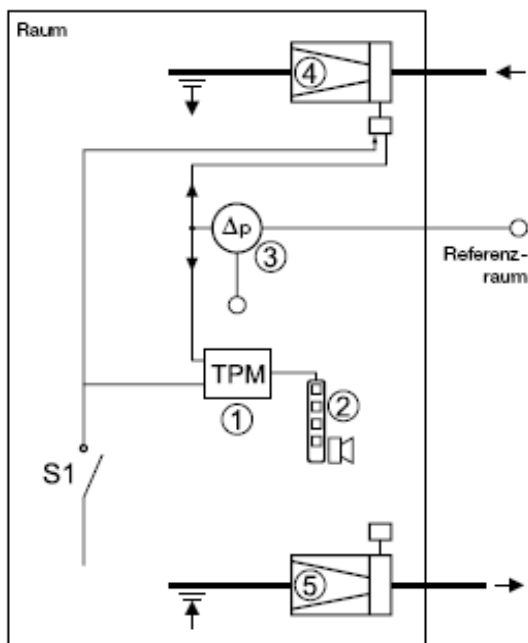 Raum
④
Δp
③
Referenz-
raum
TPM
①
②
S1
⑤